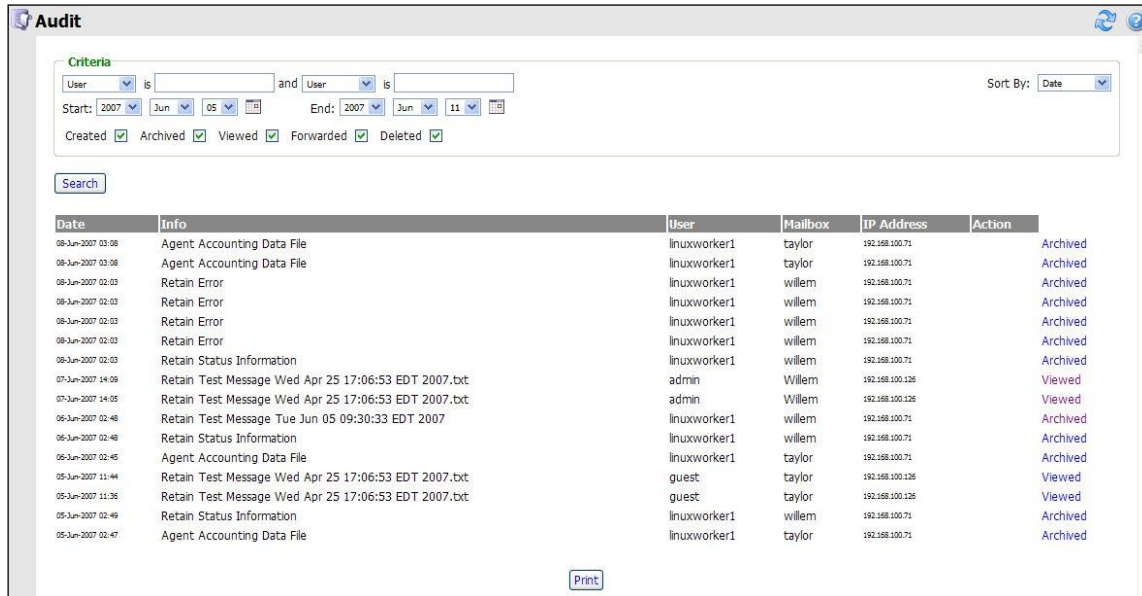 Audit
Criteria
User is and User is Sort By: Date
Start: 2007 Jun 05 End: 2007 Jun 11
Created Archived Viewed Forwarded Deleted
Search
Date Info User Mailbox IP Address Action
08-Jun-2007 03:08 Agent Accounting Data File linuxworker1 taylor 192.168.100.71 Archived
08-Jun-2007 03:08 Agent Accounting Data File linuxworker1 taylor 192.168.100.71 Archived
08-Jun-2007 02:03 Retain Error linuxworker1 willem 192.168.100.71 Archived
08-Jun-2007 02:03 Retain Error linuxworker1 willem 192.168.100.71 Archived
08-Jun-2007 02:03 Retain Error linuxworker1 willem 192.168.100.71 Archived
08-Jun-2007 02:03 Retain Error linuxworker1 willem 192.168.100.71 Archived
08-Jun-2007 02:03 Retain Status Information linuxworker1 willem 192.168.100.71 Archived
07-Jun-2007 14:09 Retain Test Message Wed Apr 25 17:06:53 EDT 2007.txt admin Willem 192.168.100.126 Viewed
07-Jun-2007 14:05 Retain Test Message Wed Apr 25 17:06:53 EDT 2007.txt admin Willem 192.168.100.126 Viewed
06-Jun-2007 02:48 Retain Test Message Tue Jun 05 09:30:33 EDT 2007 linuxworker1 willem 192.168.100.71 Archived
06-Jun-2007 02:48 Retain Status Information linuxworker1 willem 192.168.100.71 Archived
06-Jun-2007 02:45 Agent Accounting Data File linuxworker1 taylor 192.168.100.71 Archived
05-Jun-2007 11:44 Retain Test Message Wed Apr 25 17:06:53 EDT 2007.txt guest taylor 192.168.100.126 Viewed
05-Jun-2007 11:36 Retain Test Message Wed Apr 25 17:06:53 EDT 2007.txt guest taylor 192.168.100.126 Viewed
05-Jun-2007 02:49 Retain Status Information linuxworker1 willem 192.168.100.71 Archived
05-Jun-2007 02:47 Agent Accounting Data File linuxworker1 taylor 192.168.100.71 Archived
Print